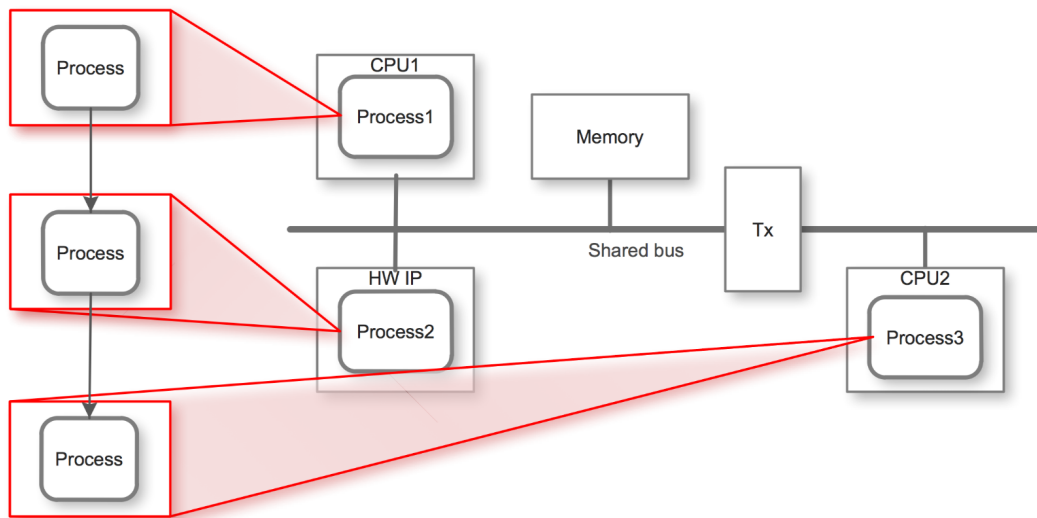 Process
CPU1
Process1
Memory
Process
Shared bus
Tx
HW IP
Process2
CPU2
Process3
Process